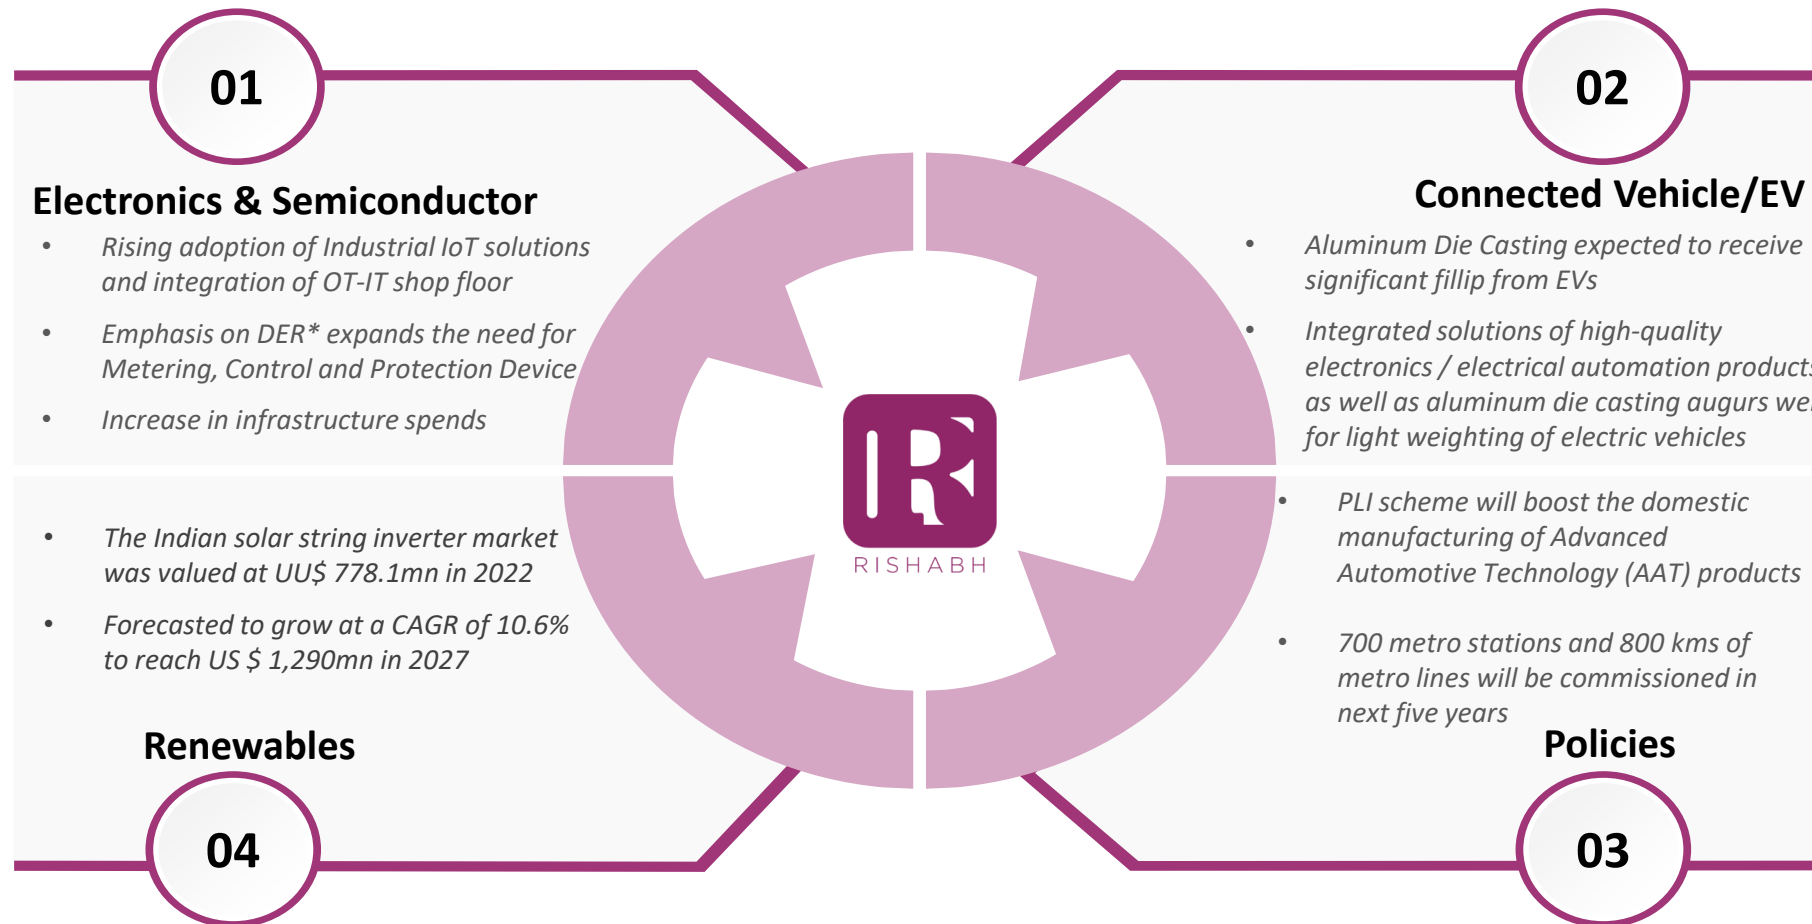 01
Electronics & Semiconductor
• Rising adoption of Industrial IoT solutions
and integration of OT-IT shop floor
• Emphasis on DER* expands the need for
Metering, Control and Protection Device
• Increase in infrastructure spends
02
Connected Vehicle/EV
• Aluminum Die Casting expected to receive
significant fillip from EVs
• Integrated solutions of high-quality
electronics / electrical automation products
as well as aluminum die casting augurs wel
for light weighting of electric vehicles
RISHABH
• The Indian solar string inverter market
was valued at UU$ 778.1mn in 2022
• Forecasted to grow at a CAGR of 10.6%
to reach US $ 1,290mn in 2027
Renewables
04
• PLI scheme will boost the domestic
manufacturing of Advanced
Automotive Technology (AAT) products
• 700 metro stations and 800 kms of
metro lines will be commissioned in
next five years
Policies
03